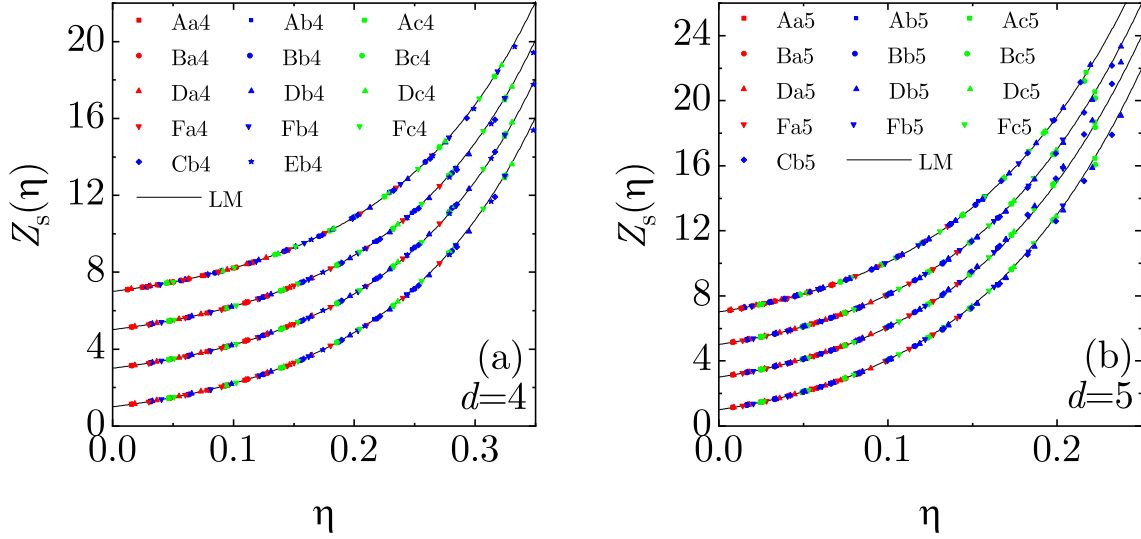 Aa4 Ab4 Ac4
Ba4 Bb4 Bc4
Da4 Db4 Dc4
Fa4 Fb4 Fc4
Cb4 Eb4
LM
20
16
12
8
4
0
Zs(η)
0.0 0.1 0.2 0.3
η
(a)
d=4
Aa5 Ab5 Ac5
Ba5 Bb5 Bc5
Da5 Db5 Dc5
Fa5 Fb5 Fc5
Cb5 LM
24
20
16
12
8
4
0
Zs(η)
0.0 0.1 0.2
η
(b)
d=5